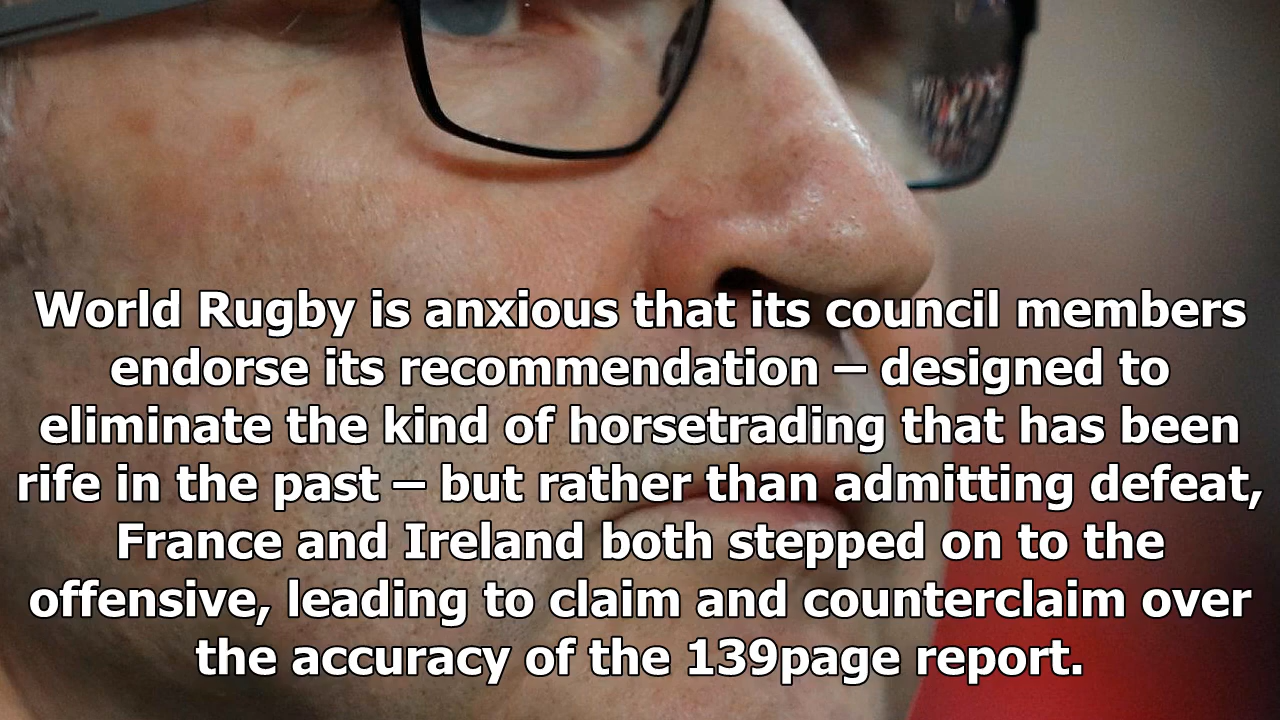 World Rugby is anxious that its council members
endorse its recommendation – designed to
eliminate the kind of horsetrading that has been
rife in the past – but rather than admitting defeat,
France and Ireland both stepped on to the
offensive, leading to claim and counterclaim over
the accuracy of the 139page report.